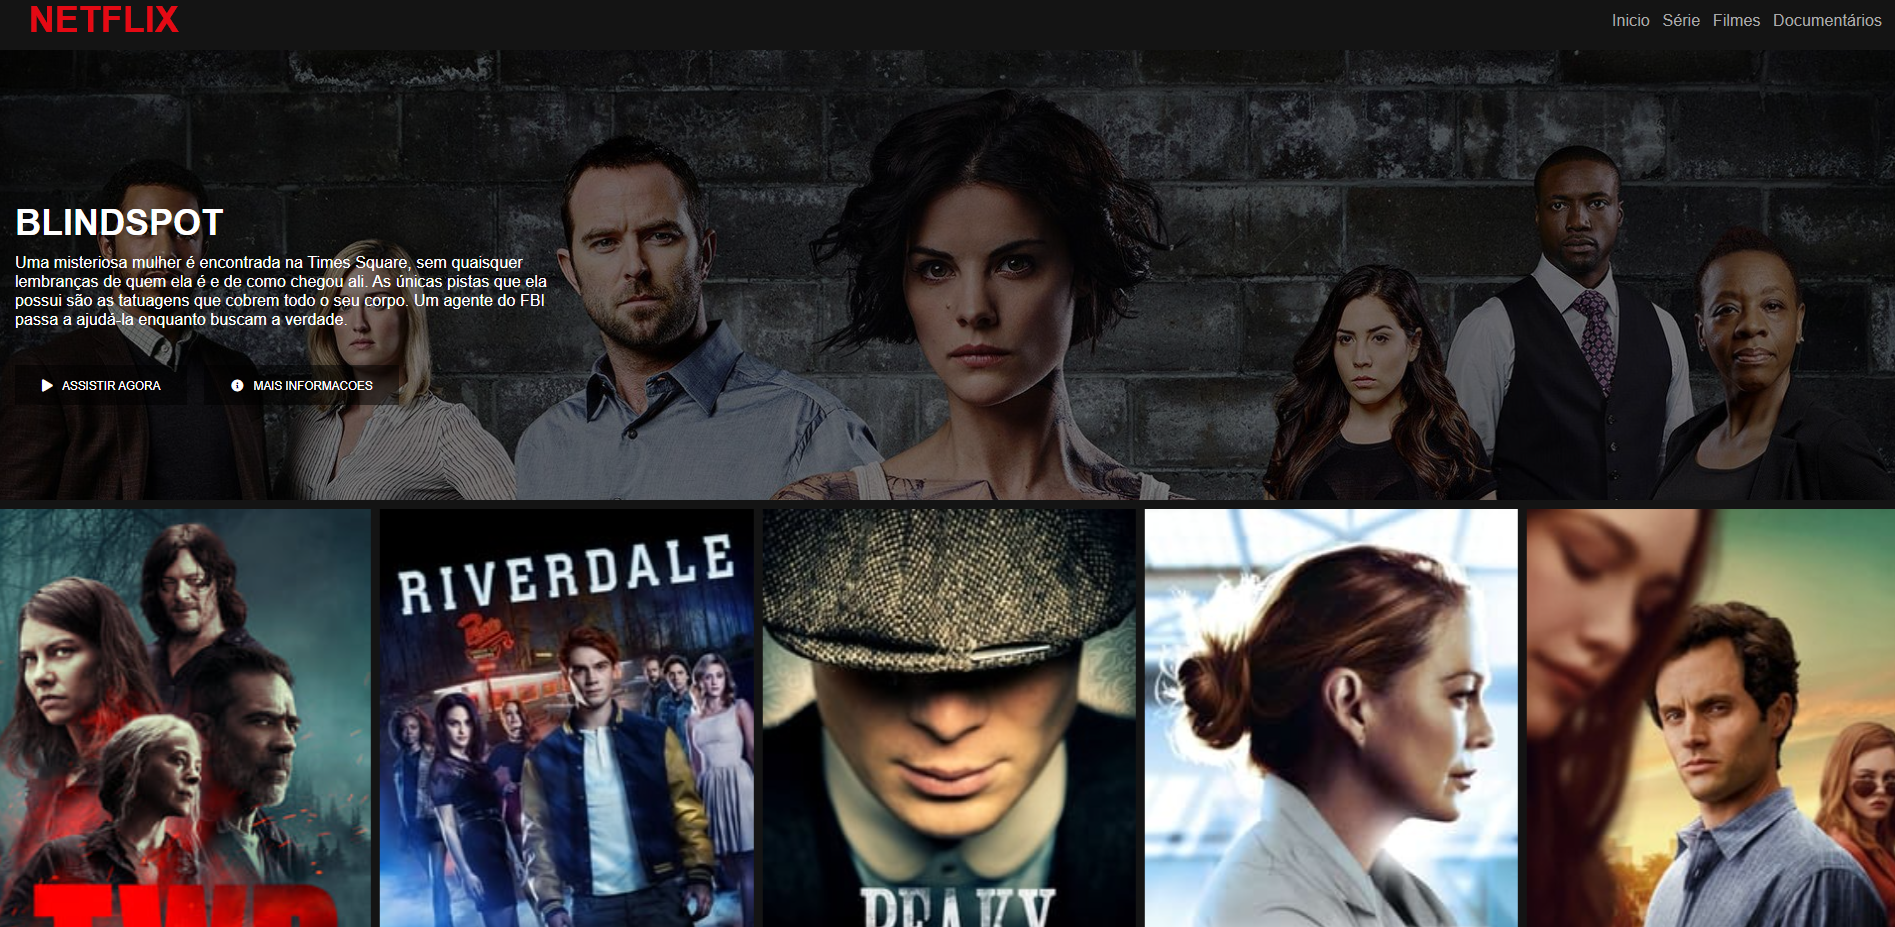 NETFLIX
Inicio Série Filmes Documentários
BLINDSPOT
Uma misteriosa mulher é encontrada na Times Square, sem quaisquer
lembranças de quem ela é e de como chegou ali. As únicas pistas que ela
possui são as tatuagens que cobrem todo o seu corpo. Um agente do FBI
passa a ajudá-la enquanto buscam a verdade.
ASSISTIR AGORA
MAIS INFORMACOES
RIVERDALE
TWD
PEAKY